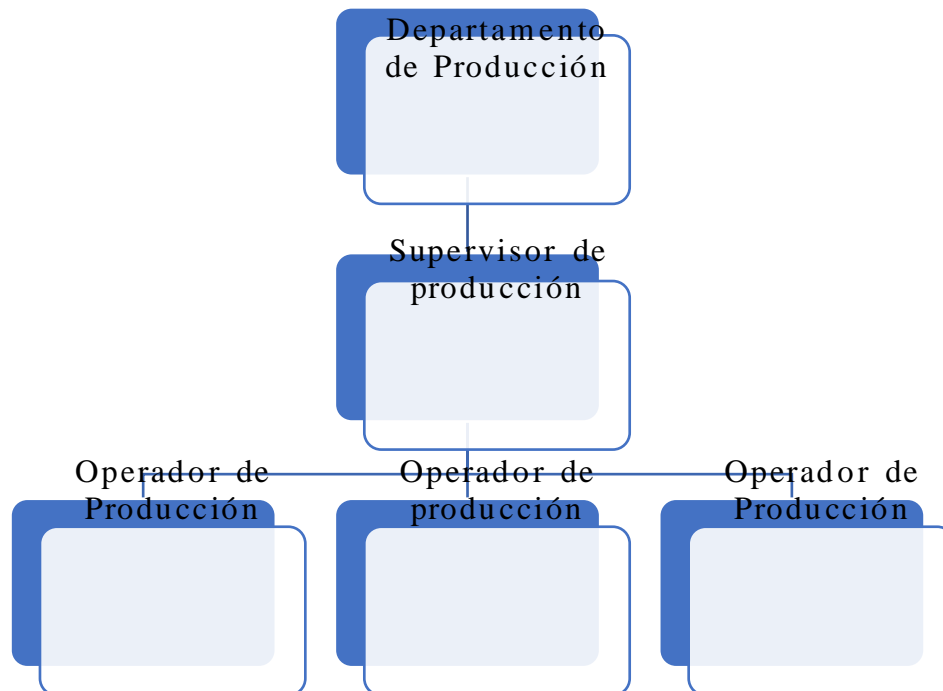 Departamento
de Producción
Supervisor de
producción
Operador de
Producción
Operador de
producción
Operador de
Producción